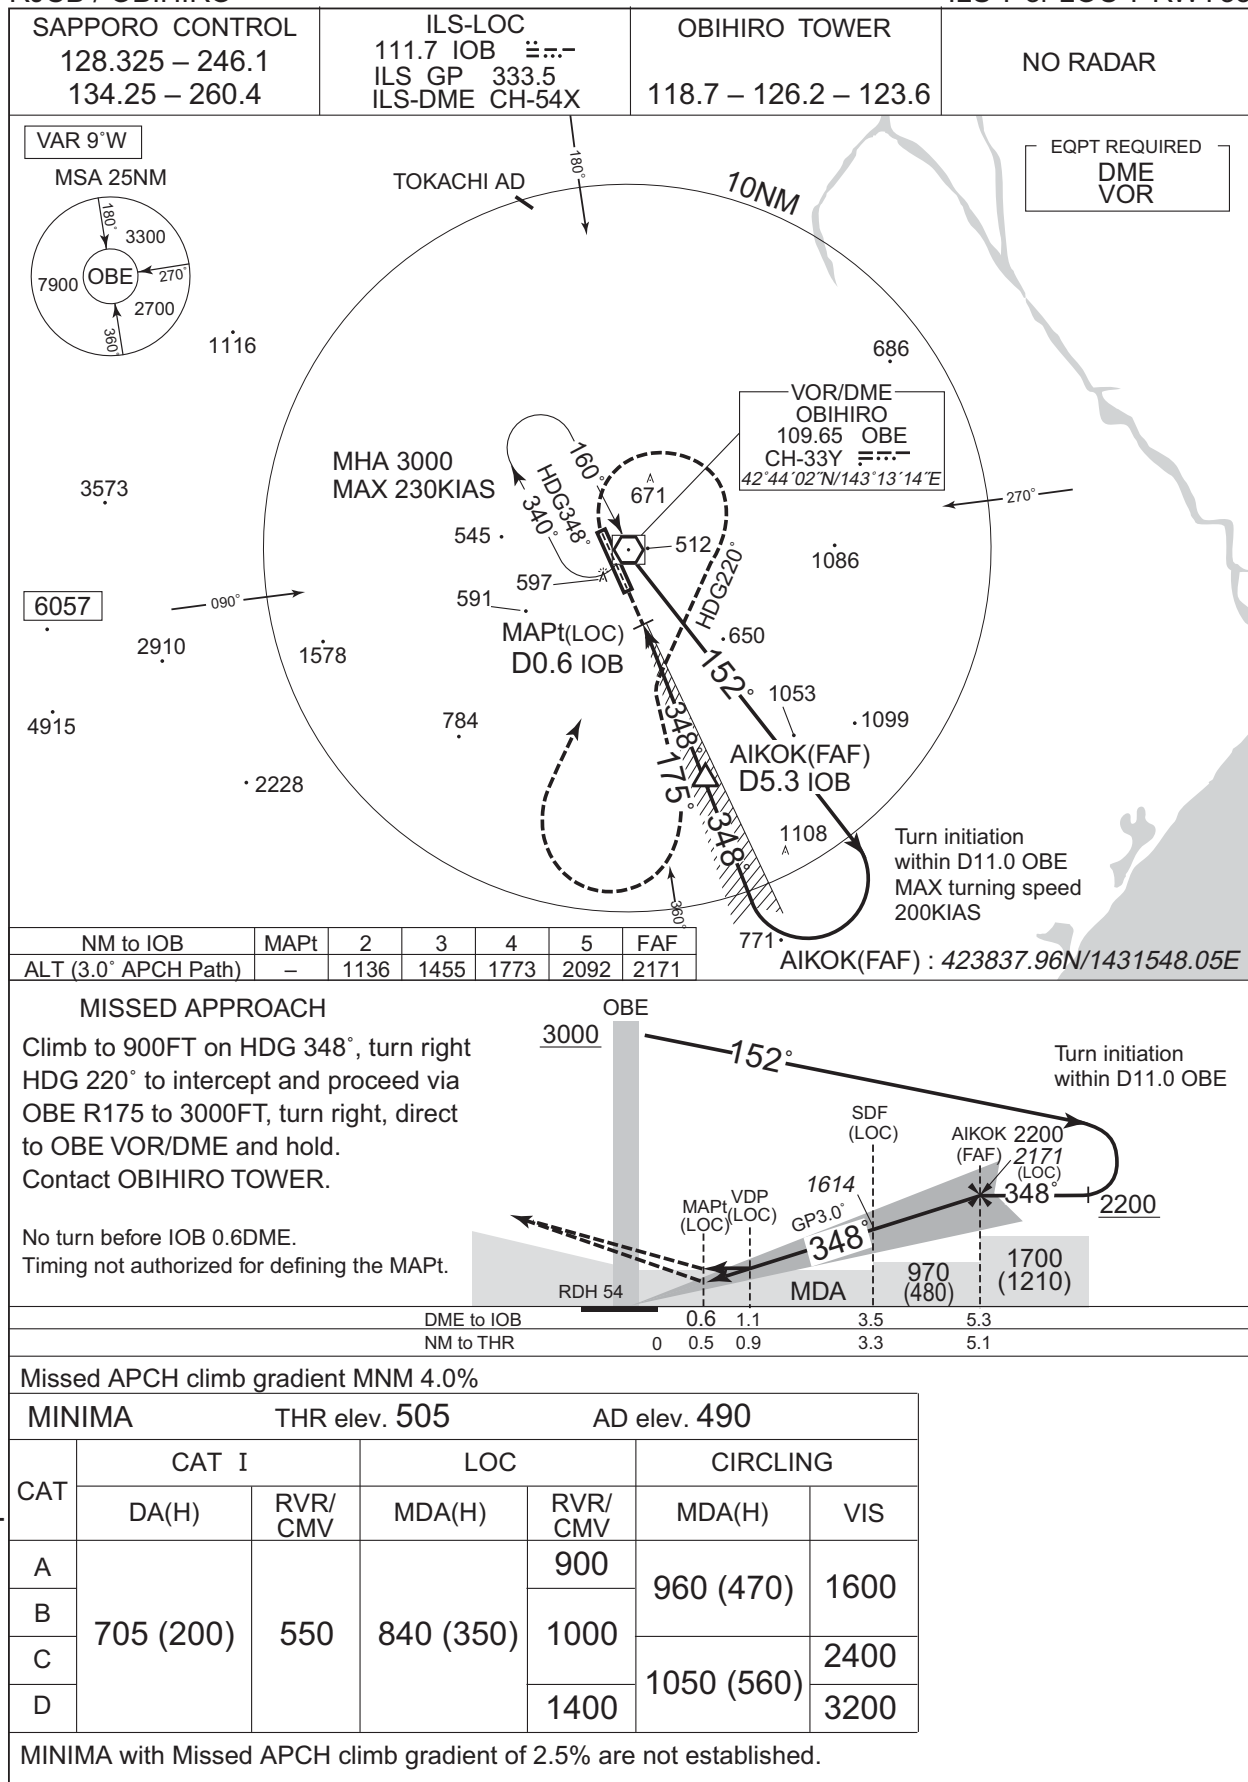 SAPPORO CONTROL
128.325 – 246.1
134.25 – 260.4
ILS-LOC
111.7 IOB
ILS GP 333.5
ILS-DME CH-54X
OBIHIRO TOWER
118.7 – 126.2 – 123.6
NO RADAR
VAR 9°W
MSA 25NM
180°
3300
7900
OBE
270°
2700
360°
TOKACHI AD
180°
10NM
EQPT REQUIRED
DME
VOR
1116
686
VOR/DME
OBIHIRO
109.65 OBE
CH-33Y
42°44´02˝N/143°13´14˝E
MHA 3000
MAX 230KIAS
160°
HDG348°
340°
671
3573
545
512
270°
1086
597
HDG220°
6057
090°
591
MAPt(LOC)
D0.6 IOB
650
2910
1578
152°
1053
4915
784
348°
1099
AIKOK(FAF)
D5.3 IOB
175°
2228
348°
1108
Turn initiation
within D11.0 OBE
MAX turning speed
200KIAS
360°
771
AIKOK(FAF) : 423837.96N/1431548.05E
NM to IOB MAPt 2 3 4 5 FAF
ALT (3.0° APCH Path) – 1136 1455 1773 2092 2171
MISSED APPROACH
Climb to 900FT on HDG 348°, turn right
HDG 220° to intercept and proceed via
OBE R175 to 3000FT, turn right, direct
to OBE VOR/DME and hold.
Contact OBIHIRO TOWER.
No turn before IOB 0.6DME.
Timing not authorized for defining the MAPt.
OBE
3000
152°
Turn initiation
within D11.0 OBE
SDF
(LOC)
AIKOK 2200
(FAF) 2171
(LOC)
348°
2200
1614
MAPt
(LOC)
VDP
(LOC)
GP3.0°
348°
RDH 54
MDA
970
(480)
1700
(1210)
DME to IOB 0.6 1.1 3.5 5.3
NM to THR 0 0.5 0.9 3.3 5.1
Missed APCH climb gradient MNM 4.0%
MINIMA THR elev. 505 AD elev. 490
CAT
CAT I LOC CIRCLING
DA(H) RVR/CMV MDA(H) RVR/CMV MDA(H) VIS
A
B
C
D
705 (200)
550
840 (350)
900
1000
1400
960 (470)
1050 (560)
1600
2400
3200
MINIMA with Missed APCH climb gradient of 2.5% are not established.